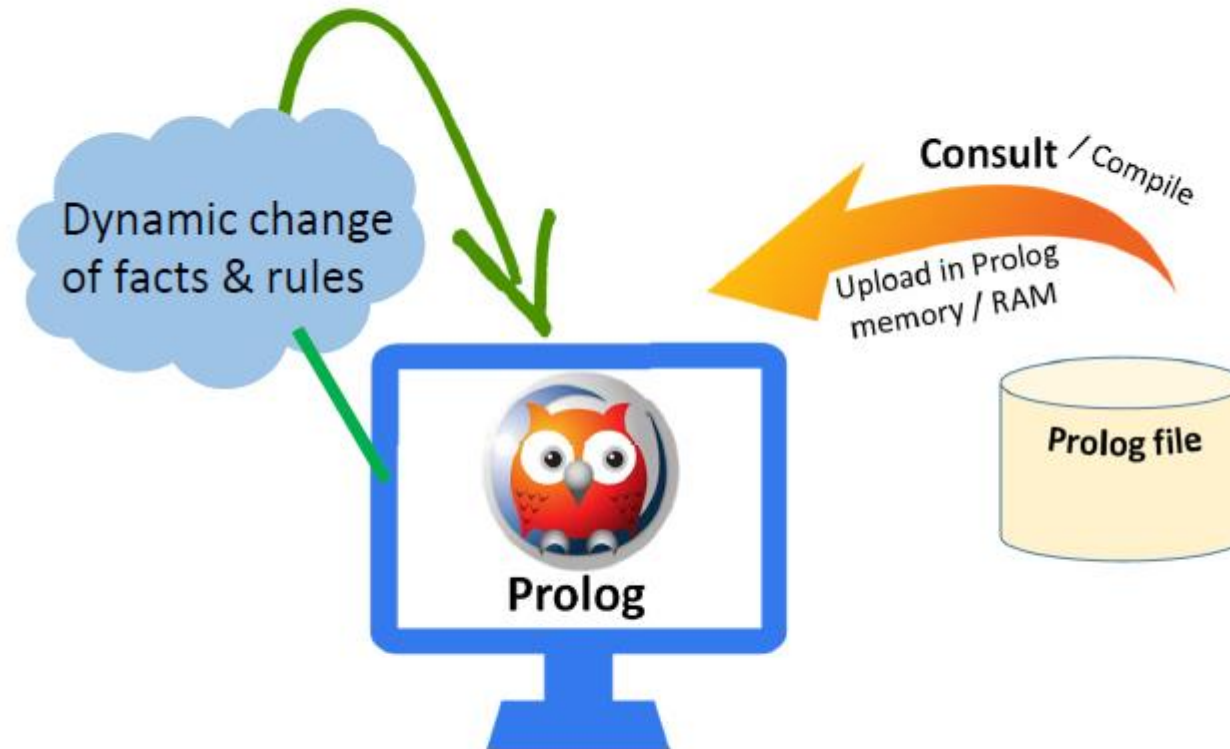 Dynamic change
of facts & rules
Consult / Compile
Upload in Prolog
memory / RAM
Prolog file
Prolog